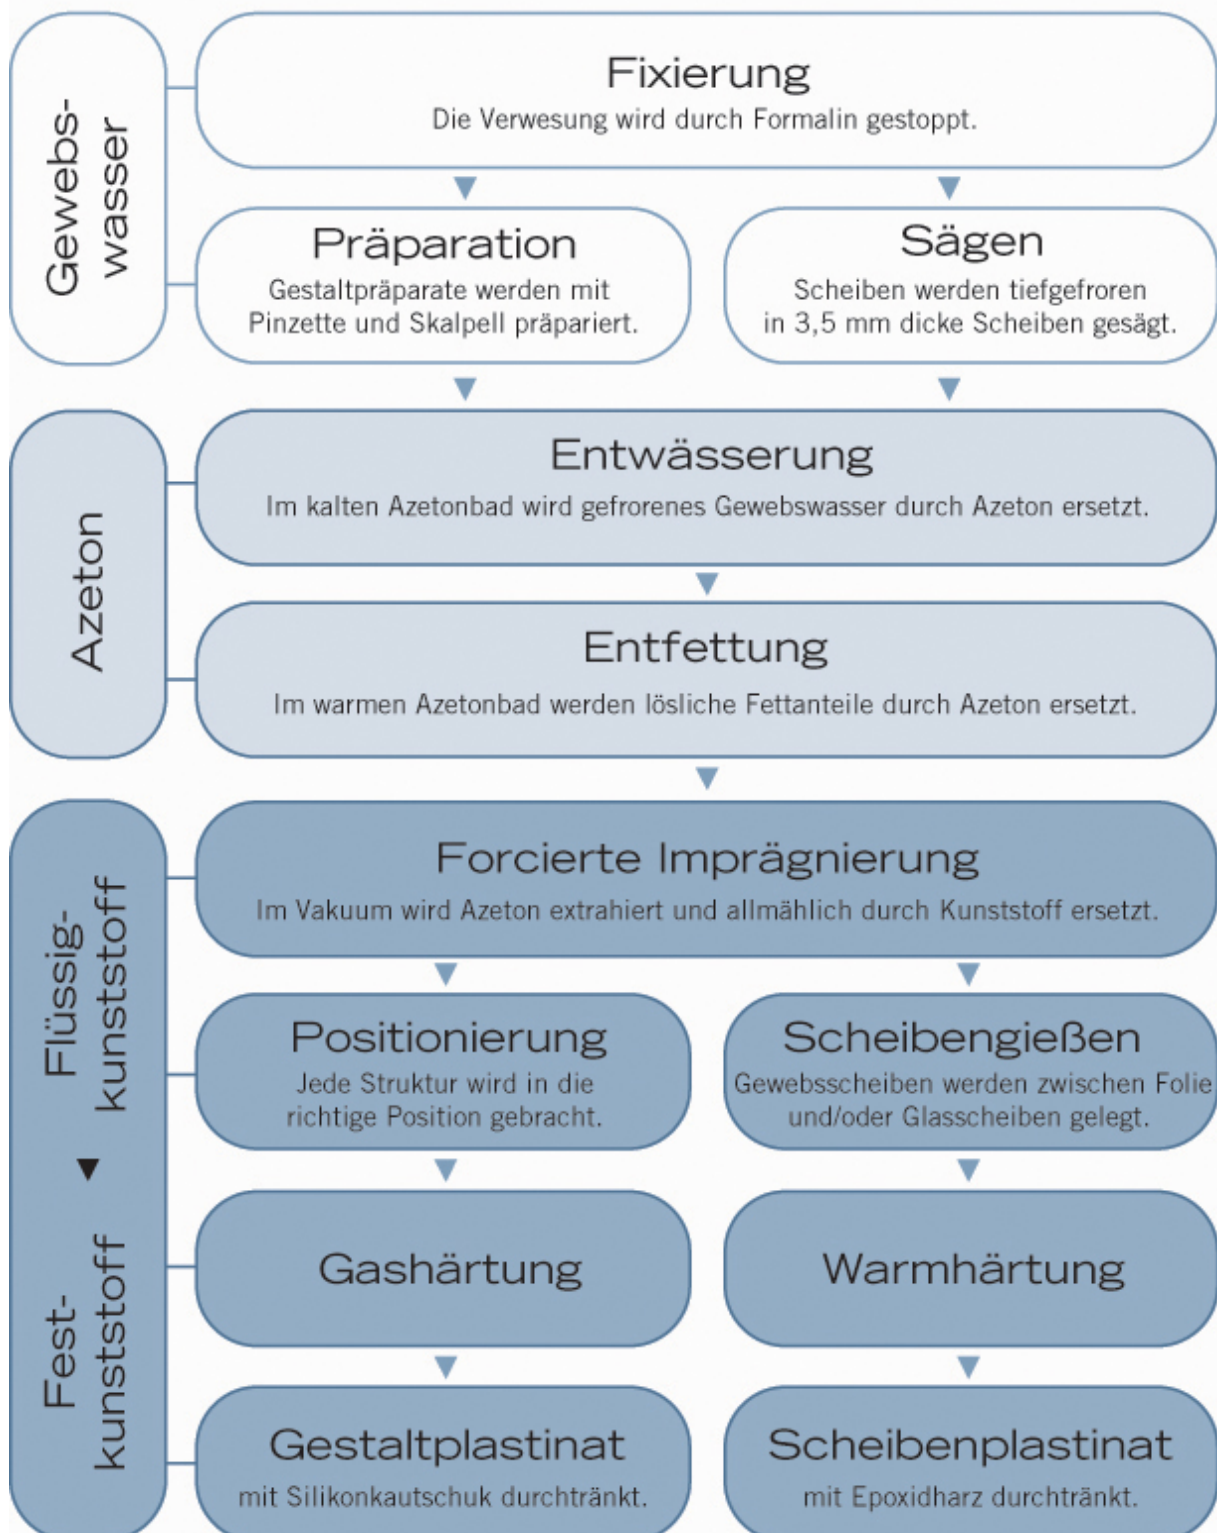 Gewebs-
wasser
Fixierung
Die Verwesung wird durch Formalin gestoppt.
Präparation
Gestaltpräparate werden mit
Pinzette und Skalpell präpariert.
Sägen
Scheiben werden tiefgefroren
in 3,5 mm dicke Scheiben gesägt.
Azeton
Entwässerung
Im kalten Azetonbad wird gefrorenes Gewebswasser durch Azeton ersetzt.
Entfettung
Im warmen Azetonbad werden lösliche Fettanteile durch Azeton ersetzt.
Flüssig-
kunststoff
Forcierte Imprägnierung
Im Vakuum wird Azeton extrahiert und allmählich durch Kunststoff ersetzt.
Positionierung
Jede Struktur wird in die
richtige Position gebracht.
Scheibengießen
Gewebsscheiben werden zwischen Folie
und/oder Glasscheiben gelegt.
Fest-
kunststoff
Gashärtung
Warmhärtung
Gestaltplastinat
mit Silikonkautschuk durchtränkt.
Scheibenplastinat
mit Epoxidharz durchtränkt.